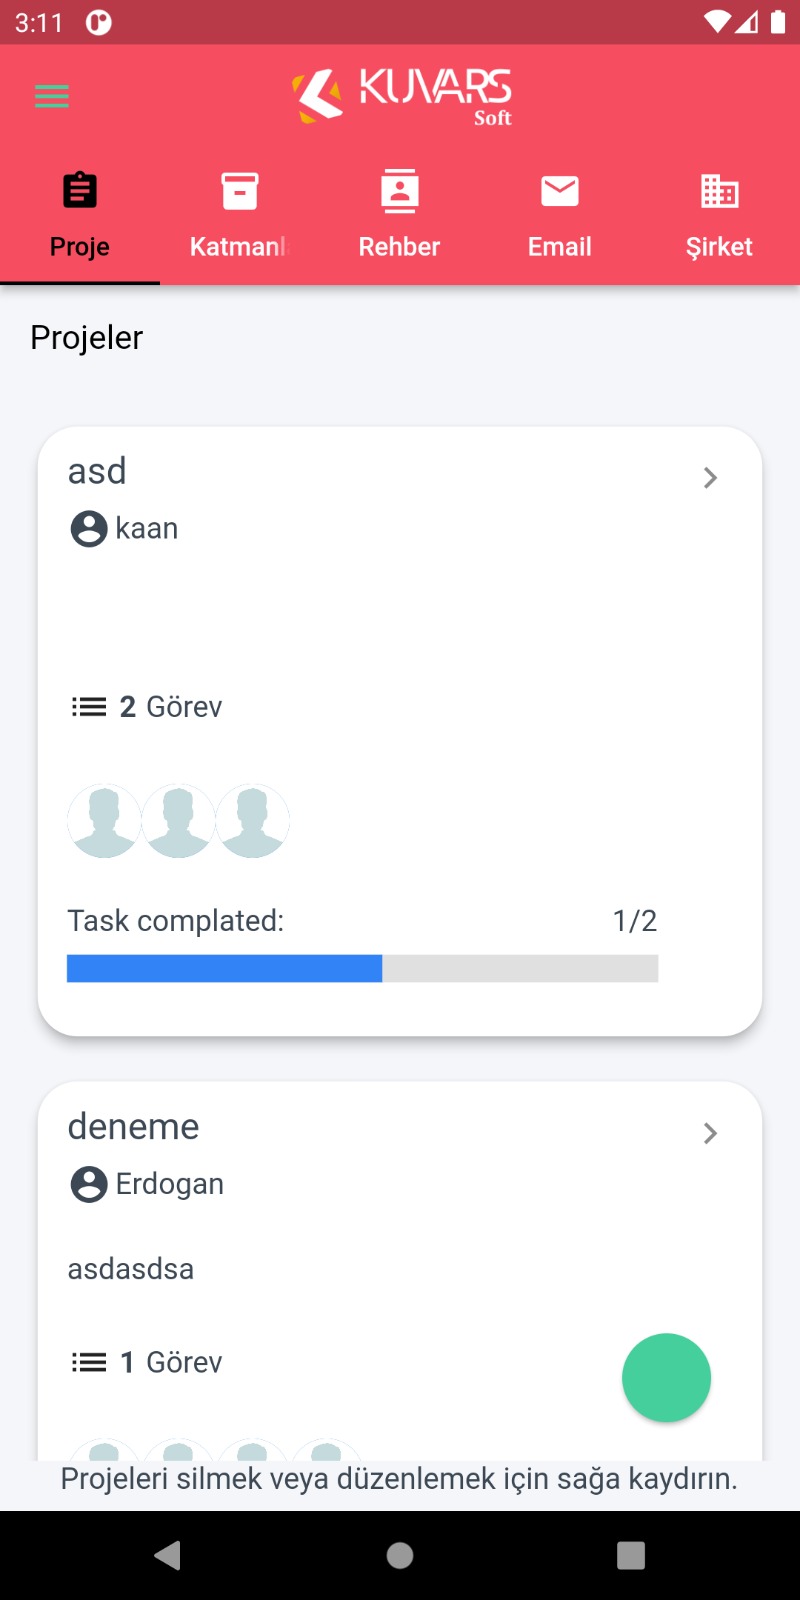 3:11
KUVARS
Soft
Proje
Katmanl
Rehber
Email
Şirket
Projeler
asd
kaan
2 Görev
Task complated:
1/2
deneme
Erdogan
asdasdsa
1 Görev
Projeleri silmek veya düzenlemek için sağa kaydırın.